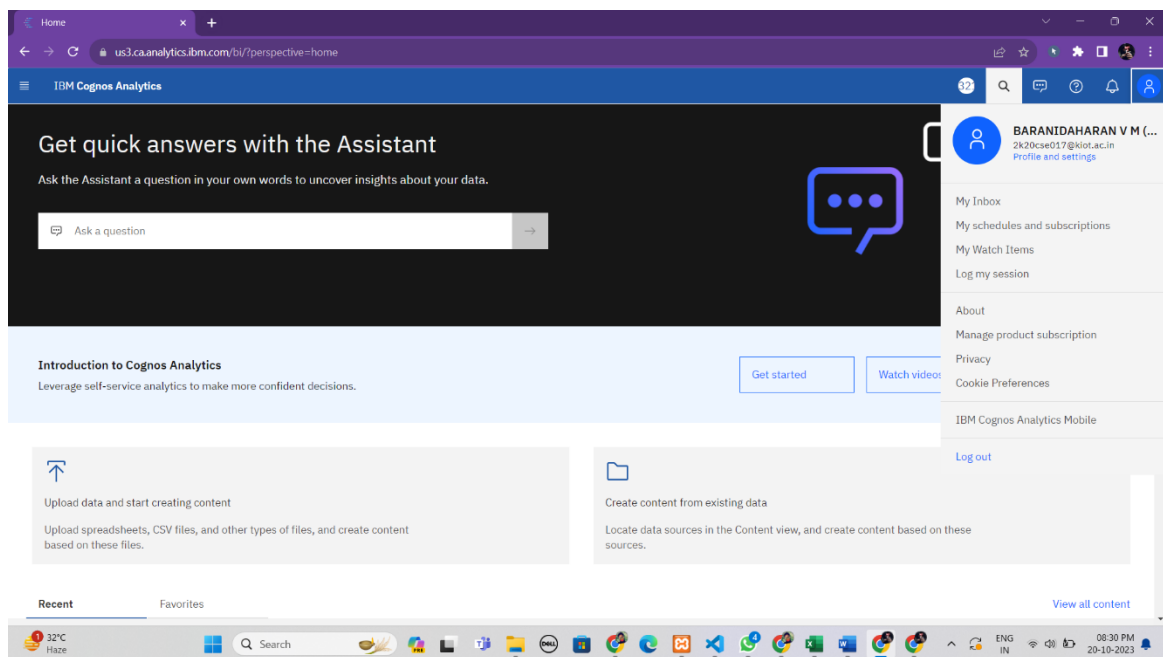 Home
us3.ca.analytics.ibm.com/bi/?perspective=home
IBM Cognos Analytics
32
Get quick answers with the Assistant
Ask the Assistant a question in your own words to uncover insights about your data.
Ask a question
BARANIDAHARAN V M (...
2k20cse017@kiot.ac.in
Profile and settings
My Inbox
My schedules and subscriptions
My Watch Items
Log my session
About
Manage product subscription
Privacy
Cookie Preferences
IBM Cognos Analytics Mobile
Log out
Introduction to Cognos Analytics
Leverage self-service analytics to make more confident decisions.
Get started
Watch videos
Upload data and start creating content
Upload spreadsheets, CSV files, and other types of files, and create content
based on these files.
Create content from existing data
Locate data sources in the Content view, and create content based on these
sources.
Recent
Favorites
View all content
1
32°C
Haze
Search
PRE
DELL
4
ENG
IN
08:30 PM
20-10-2023